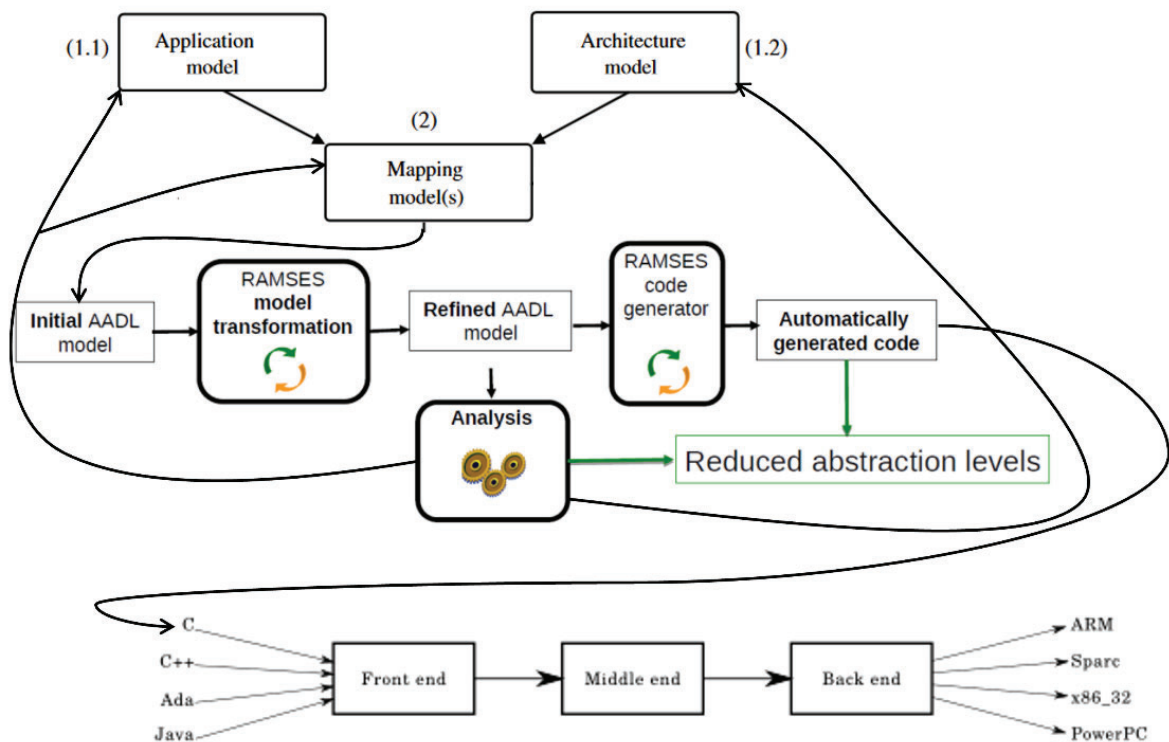 (1.1)
Application
model
Architecture
model
(1.2)
(2)
Mapping
model(s)
Initial AADL
model
RAMSES
model
transformation
Refined AADL
model
RAMSES
code
generator
Automatically
generated code
Analysis
Reduced abstraction levels
C
C++
Ada
Java
Front end
Middle end
Back end
ARM
Sparc
x86_32
PowerPC